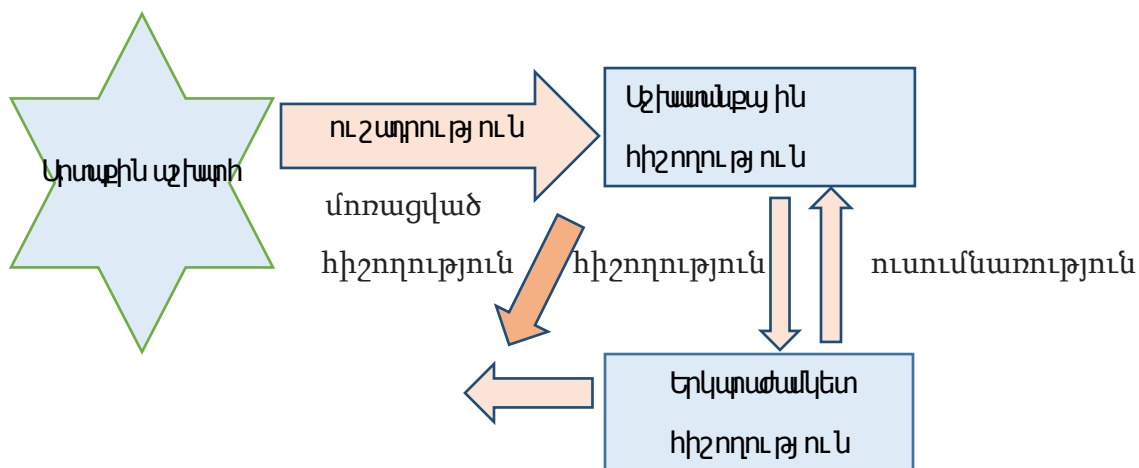 Արտաքին աշխարհ
ուշադրություն
Աշխատանքային
հիշողություն
մոռացված
հիշողություն
հիշողություն
ուսումնառություն
Երկարաժամկետ
հիշողություն